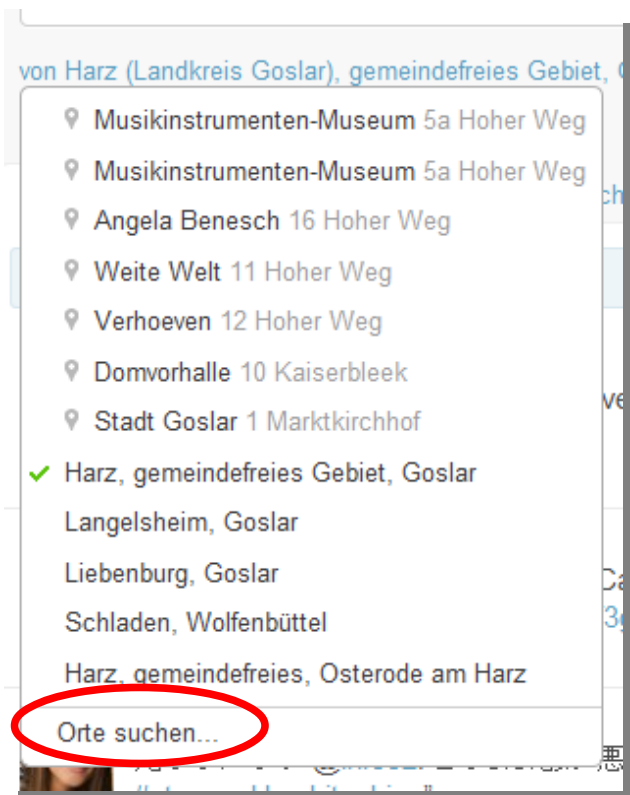 von Harz (Landkreis Goslar), gemeindefreies Gebiet,
Musikinstrumenten-Museum 5a Hoher Weg
Musikinstrumenten-Museum 5a Hoher Weg
Angela Benesch 16 Hoher Weg
Weite Welt 11 Hoher Weg
Verhoeven 12 Hoher Weg
Domvorhalle 10 Kaiserbleek
Stadt Goslar 1 Marktkirchhof
Harz, gemeindefreies Gebiet, Goslar
Langelsheim, Goslar
Liebenburg, Goslar
Schladen, Wolfenbüttel
Harz, gemeindefreies, Osterode am Harz
Orte suchen...